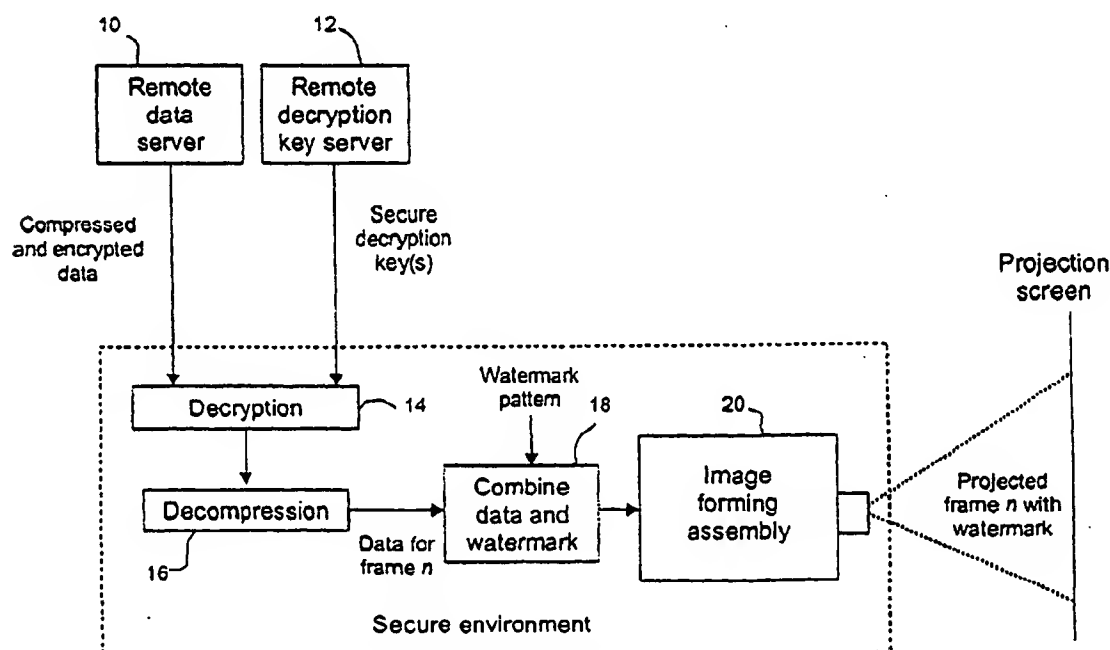 10
12
Remote
data
server
Remote
decryption
key server
Compressed
and encrypted
data
Secure
decryption
key(s)
Projection
screen
Decryption
14
Watermark
pattern
18
20
Decompression
16
Data for
frame n
Combine
data and
watermark
Image
forming
assembly
Projected
frame n with
watermark
Secure environment